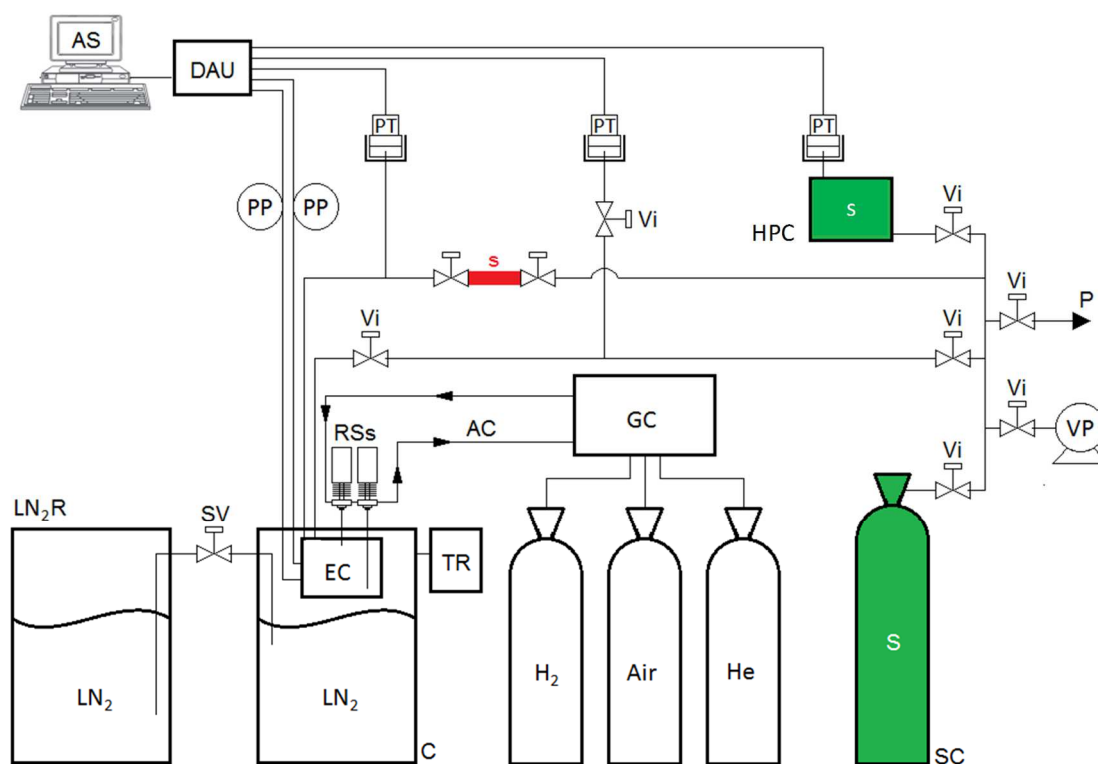 AS
DAU
PT
PT
PT
PP
PP
Vi
S
HPC
Vi
s
Vi
P
Vi
Vi
GC
Vi
VP
RSs
AC
Vi
LN₂R
SV
EC
TR
LN₂
LN₂
C
H₂
Air
He
S
SC